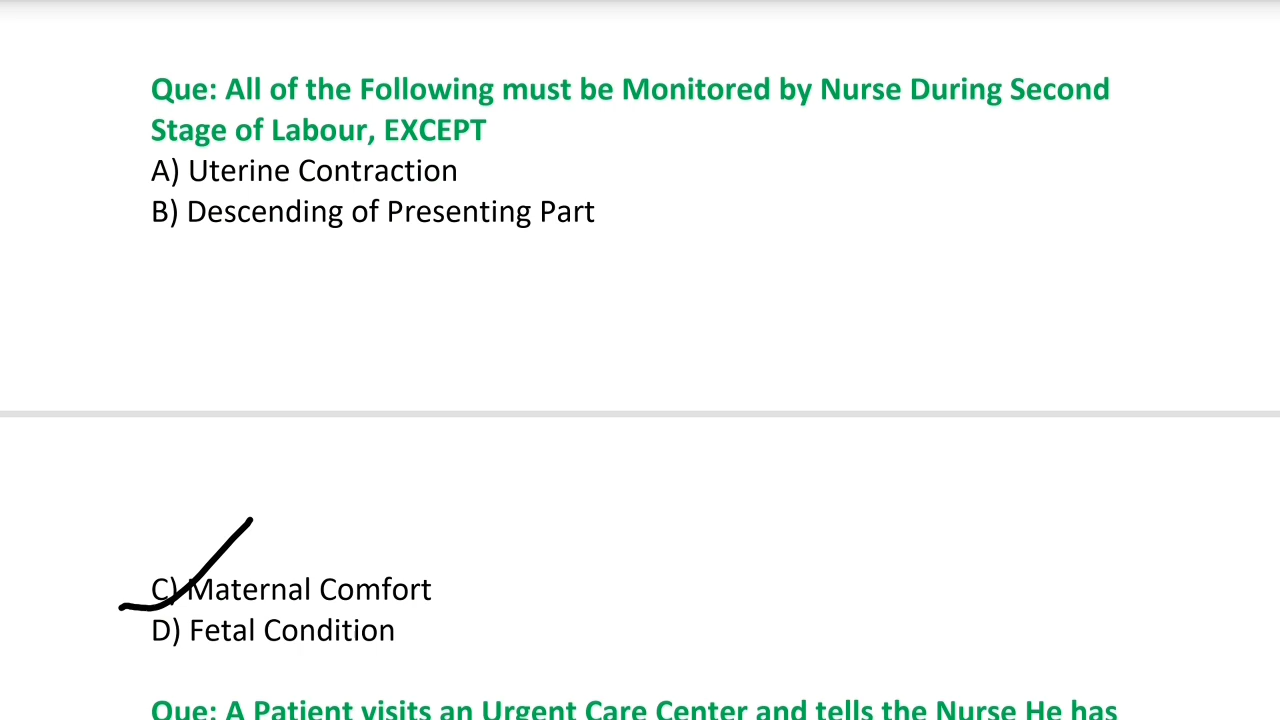 Que: All of the Following must be Monitored by Nurse During Second
Stage of Labour, EXCEPT
A) Uterine Contraction
B) Descending of Presenting Part
C) Maternal Comfort
D) Fetal Condition
Que: A Patient visits an Urgent Care Center and tells the Nurse He has